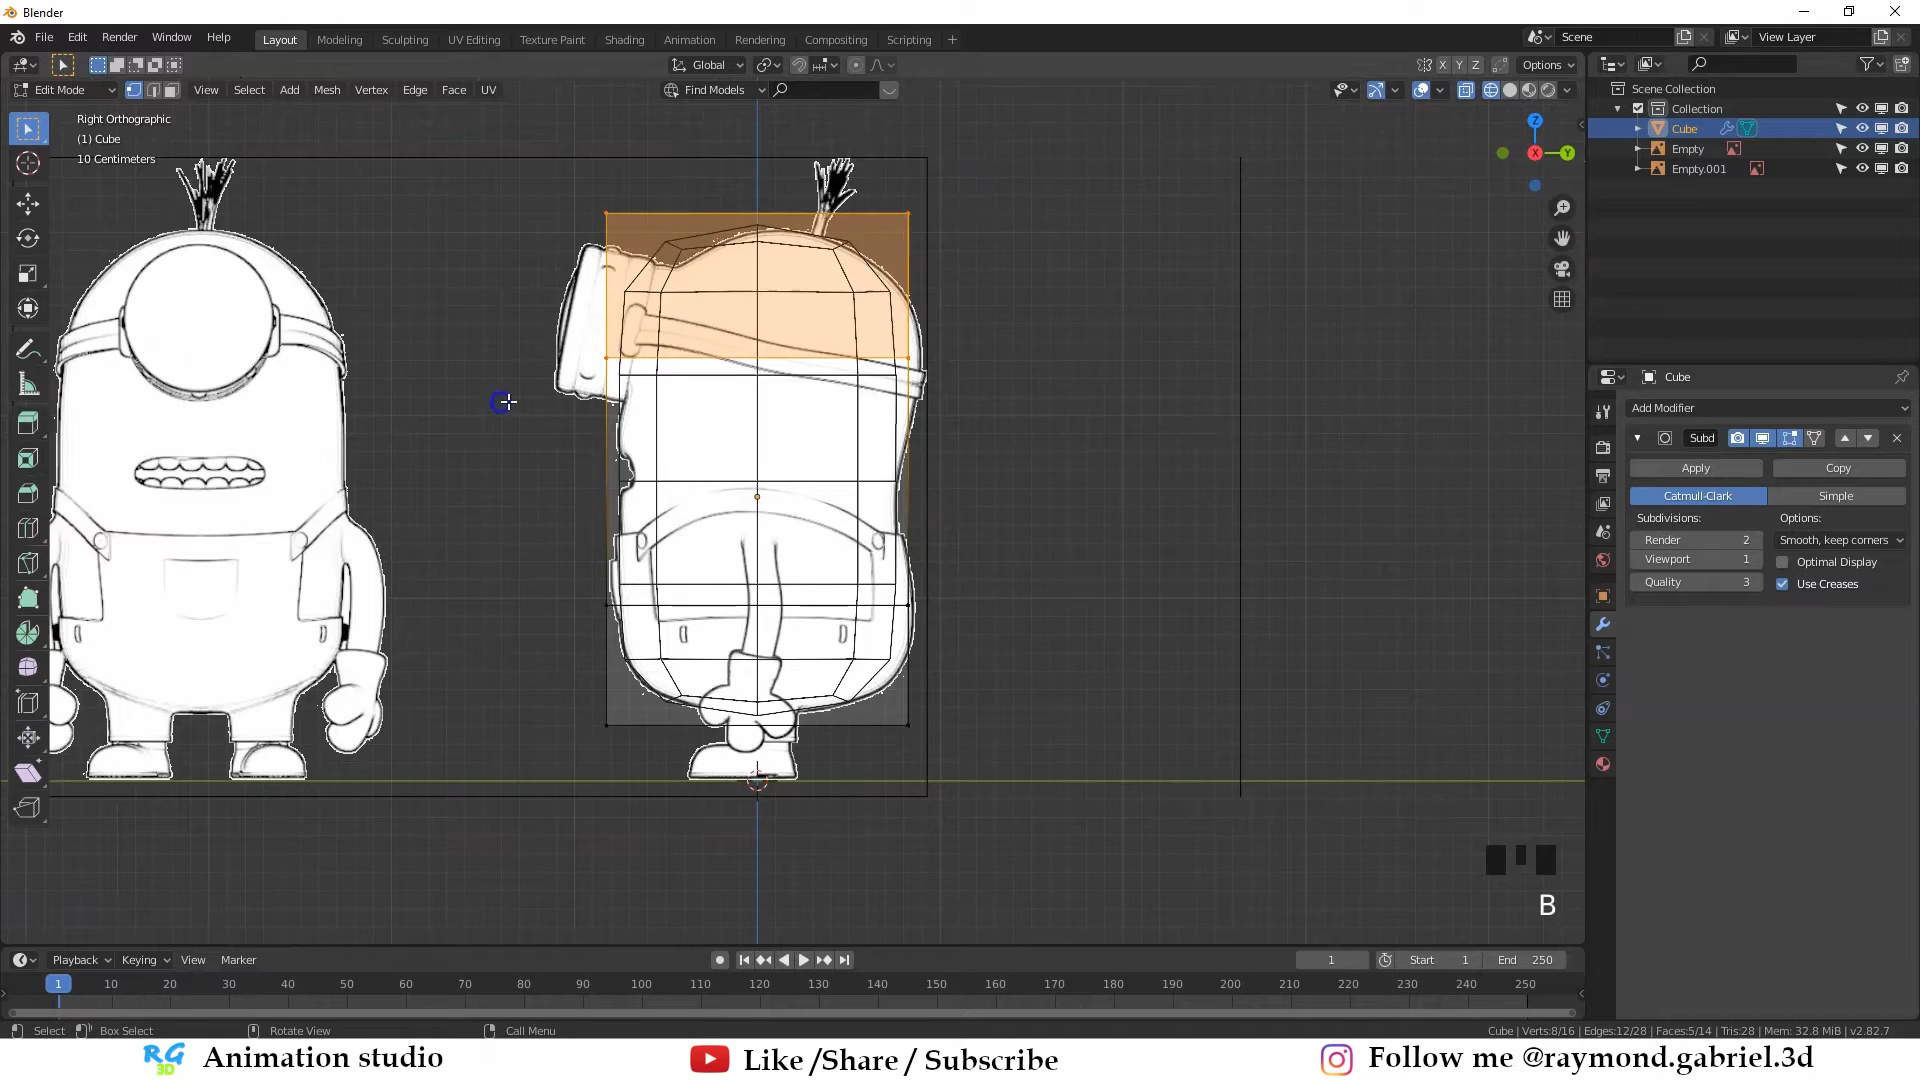 Blender
File Edit Render Window Help Layout Modeling Sculpting UV Editing Texture Paint Shading Animation Rendering Compositing Scripting + Scene View Layer
Global X Y Z Options
Edit Mode View Select Add Mesh Vertex Edge Face UV Find Models
Right Orthographic
(1) Cube
10 Centimeters
Z
X
Y
Scene Collection
Collection
Cube
Empty
Empty.001
Cube
Add Modifier
Subd
Apply Copy
Catmull-Clark Simple
Subdivisions: Options:
Render 2 Smooth, keep corners
Viewport 1 Optimal Display
Quality 3 Use Creases
B
Playback Keying View Marker 1 Start 1 End 250
1 10 20 30 40 50 60 70 80 90 100 110 120 130 140 150 160 170 180 190 200 210 220 230 240 250
Select Box Select Rotate View Call Menu Cube | Verts:8/16 | Edges:12/28 | Faces:5/14 | Tris:28 | Mem: 32.8 MiB | v2.82.7
RG 3D Animation studio Like /Share / Subscribe Follow me @raymond.gabriel.3d